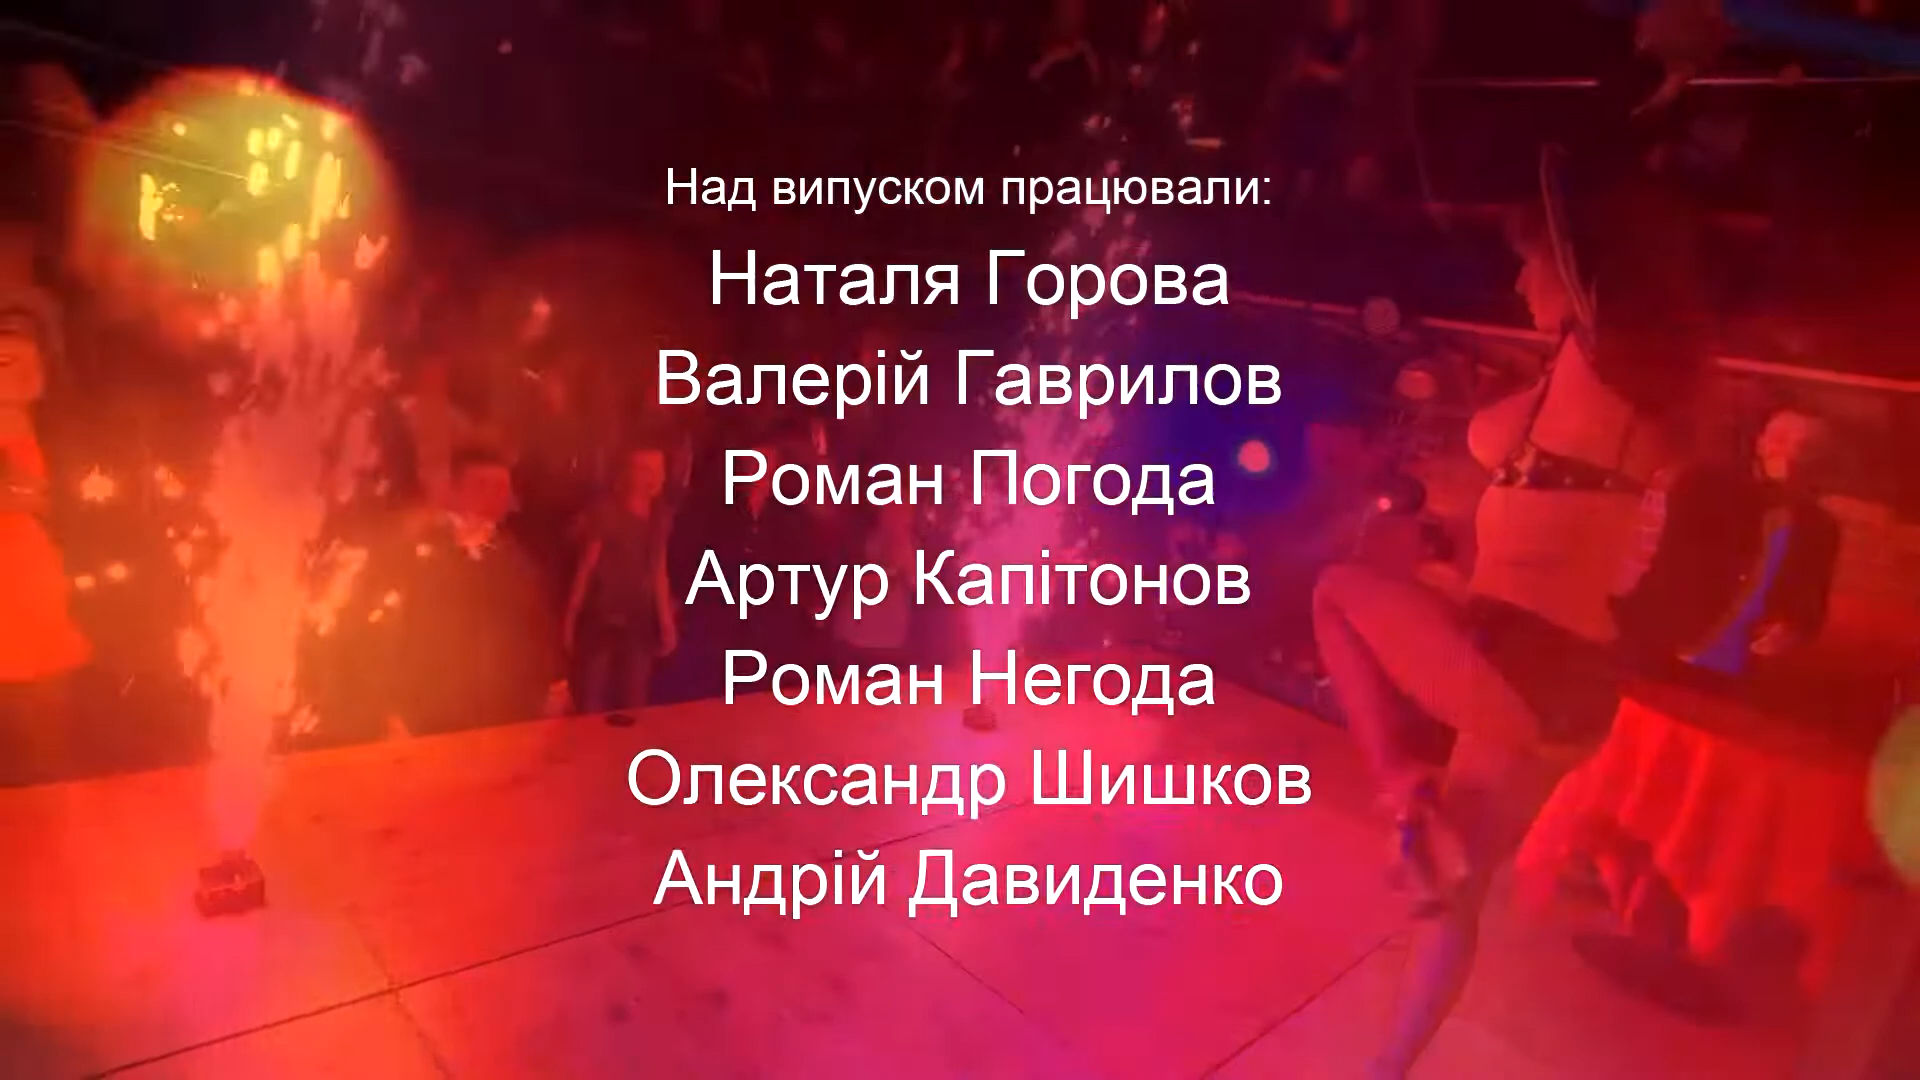 Над випуском працювали:
Наталя Горова
Валерій Гаврилов
Роман Погода
Артур Капітонов
Роман Негода
Олександр Шишков
Андрій Давиденко